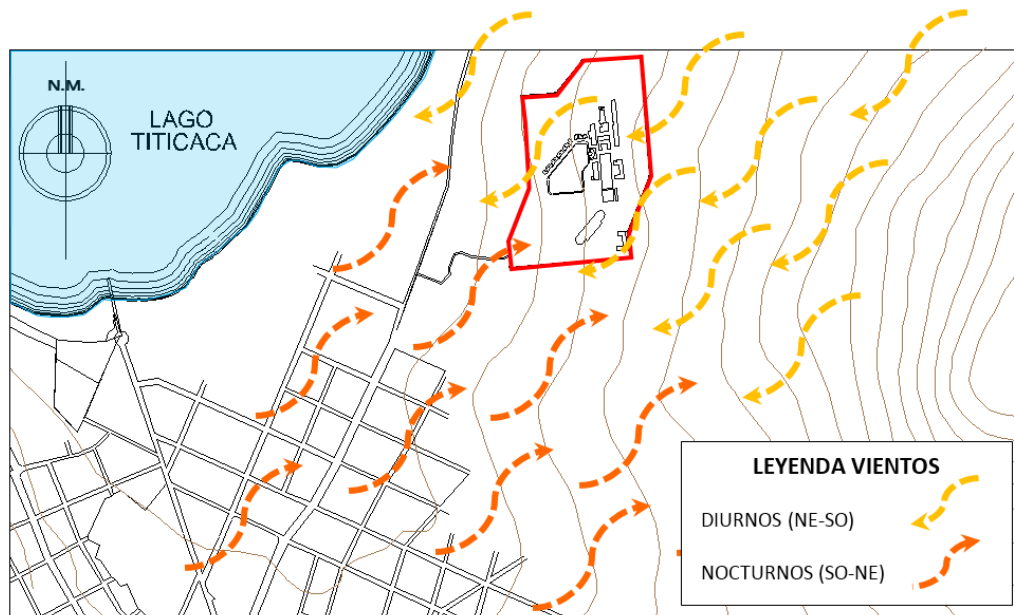 N.M.
LAGO
TITICACA
LEYENDA VIENTOS
DIURNOS (NE-SO)
NOCTURNOS (SO-NE)